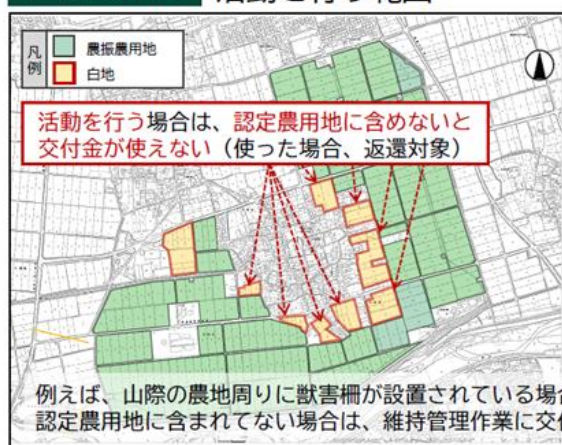 活動を行う範囲
凡例
農振農用地
白地
活動を行う場合は、認定農用地に含めないと
交付金が使えない（使った場合、返還対象）
例えば、山際の農地周りに獣害柵が設置されている場合
認定農用地に含まれてない場合は、維持管理作業に交付